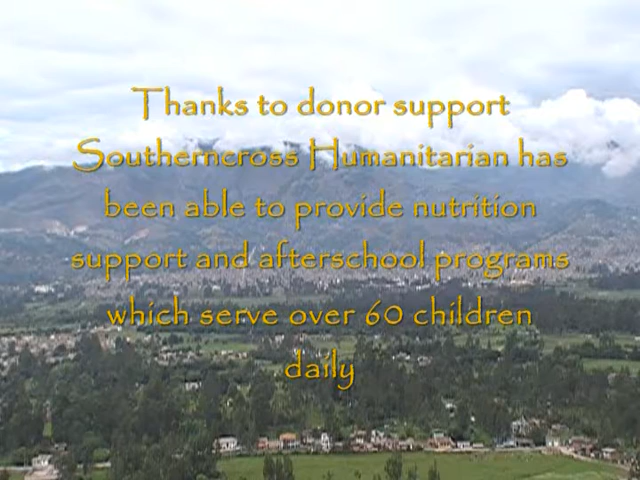 Thanks to donor support
Southerncross Humanitarian has
been able to provide nutrition
support and afterschool programs
which serve over 60 children
daily